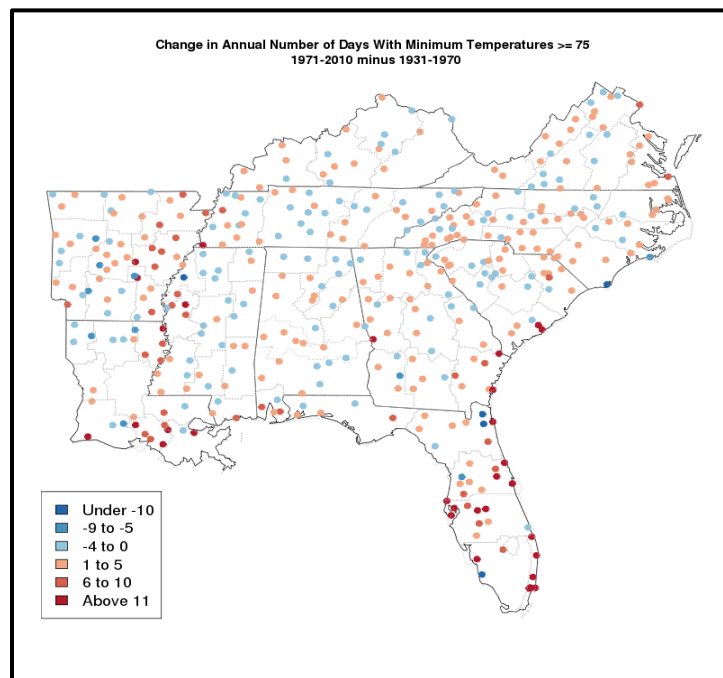 Change in Annual Number of Days With Minimum Temperatures >= 75
1971-2010 minus 1931-1970
Under -10
-9 to -5
-4 to 0
1 to 5
6 to 10
Above 11